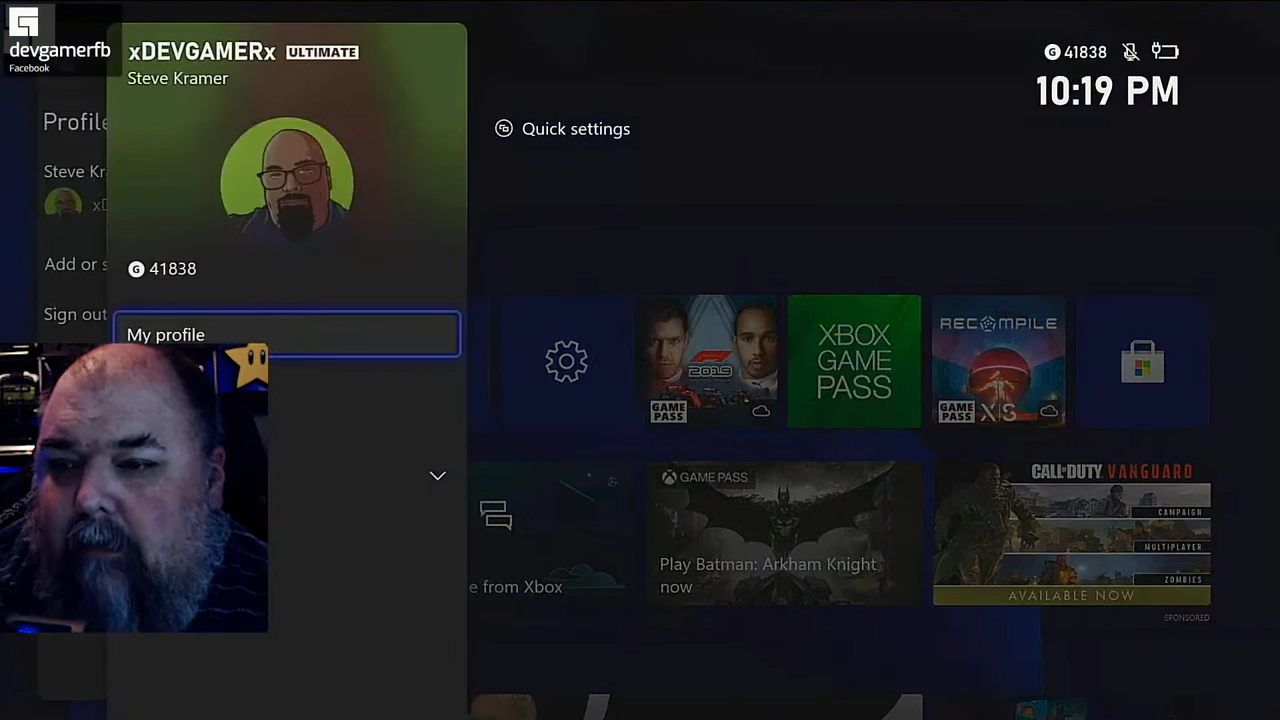 devgamerfb
Facebook
xDEVGAMERx ULTIMATE
Steve Kramer
G 41838
10:19 PM
Quick settings
Profile
Steve Kr
xD
G 41838
Add or s
Sign out
My profile
F1
2019
GAME
PASS
XBOX
GAME
PASS
RECOMPILE
GAME
PASS
X|S
e from Xbox
GAME PASS
Play Batman: Arkham Knight
now
CALL OF DUTY VANGUARD
CAMPAIGN
MULTIPLAYER
ZOMBIES
AVAILABLE NOW
SPONSORED